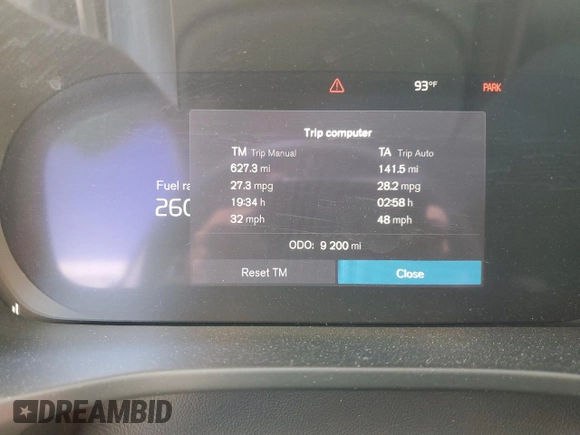 93°F PARK
Trip computer
TM Trip Manual TA Trip Auto
627.3 mi 141.5 mi
Fuel
27.3 mpg 28.2 mpg
260
19:34 h 02:58 h
32 mph 48 mph
ODO: 9 200 mi
Reset TM Close
DREAMBID